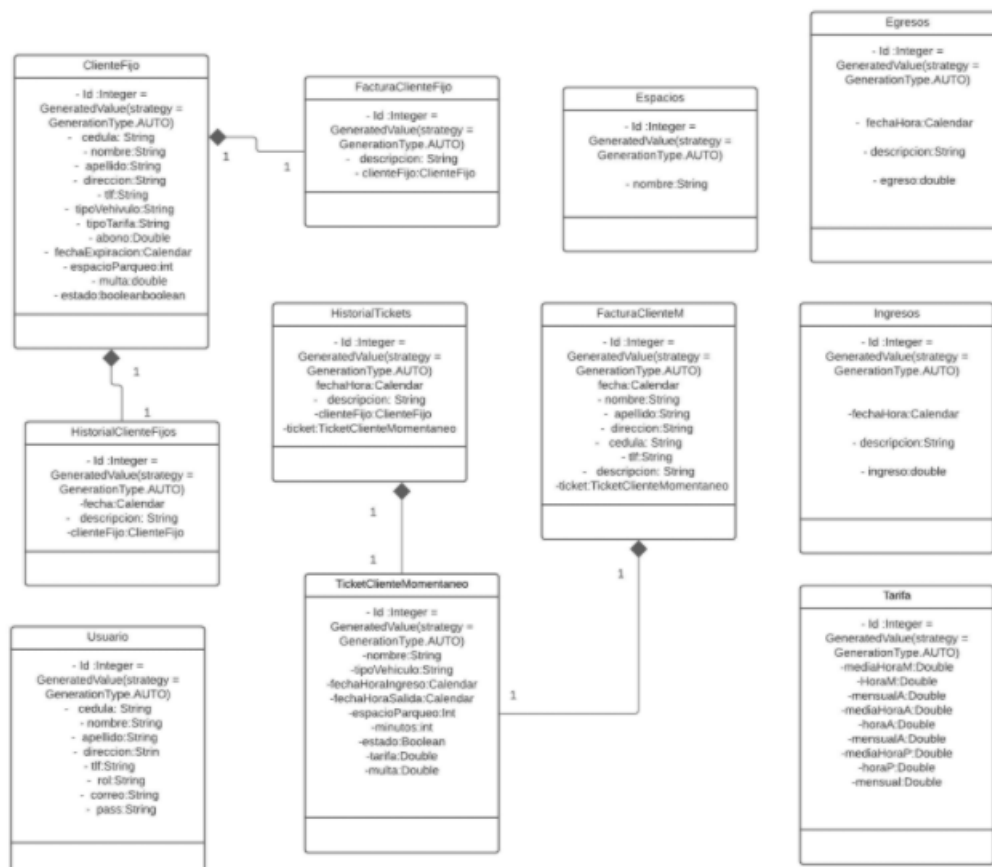 ClienteFijo
- Id :Integer =
GeneratedValue(strategy =
GenerationType.AUTO)
- cedula: String
- nombre:String
- apellido:String
- direccion:String
- tlf:String
- tipoVehivulo:String
- tipoTarifa:String
- abono:Double
- fechaExpiracion:Calendar
- espacioParqueo:int
- multa:double
- estado:booleanboolean
1
1
FacturaClienteFijo
- Id :Integer =
GeneratedValue(strategy =
GenerationType.AUTO)
- descripcion: String
- clienteFijo:ClienteFijo
Espacios
- Id :Integer =
GeneratedValue(strategy =
GenerationType.AUTO)
- nombre:String
Egresos
- Id :Integer =
GeneratedValue(strategy =
GenerationType.AUTO)
- fechaHora:Calendar
- descripcion:String
- egreso:double
1
1
HistorialClienteFijos
- Id :Integer =
GeneratedValue(strategy =
GenerationType.AUTO)
-fecha:Calendar
- descripcion: String
-clienteFijo:ClienteFijo
HistorialTickets
- Id :Integer =
GeneratedValue(strategy =
GenerationType.AUTO)
fechaHora:Calendar
- descripcion: String
-clienteFijo:ClienteFijo
-ticket:TicketClienteMomentaneo
1
1
FacturaClienteM
- Id :Integer =
GeneratedValue(strategy =
GenerationType.AUTO)
fecha:Calendar
- nombre:String
- apellido:String
- direccion:String
- cedula: String
- tlf:String
- descripcion: String
-ticket:TicketClienteMomentaneo
1
1
Ingresos
- Id :Integer =
GeneratedValue(strategy =
GenerationType.AUTO)
-fechaHora:Calendar
- descripcion:String
- ingreso:double
Usuario
- Id :Integer =
GeneratedValue(strategy =
GenerationType.AUTO)
- cedula: String
- nombre:String
- apellido:String
- direccion:Strin
- tlf:String
- rol:String
- correo:String
- pass:String
TicketClienteMomentaneo
- Id :Integer =
GeneratedValue(strategy =
GenerationType.AUTO)
-nombre:String
-tipoVehiculo:String
-fechaHoraIngreso:Calendar
-fechaHoraSalida:Calendar
-espacioParqueo:Int
-minutos:int
-estado:Boolean
-tarifa:Double
-multa:Double
Tarifa
- Id :Integer =
GeneratedValue(strategy =
GenerationType.AUTO)
-mediaHoraM:Double
-HoraM:Double
-mensualA:Double
-mediaHoraA:Double
-horaA:Double
-mensualA:Double
-mediaHoraP:Double
-horaP:Double
-mensual:Double